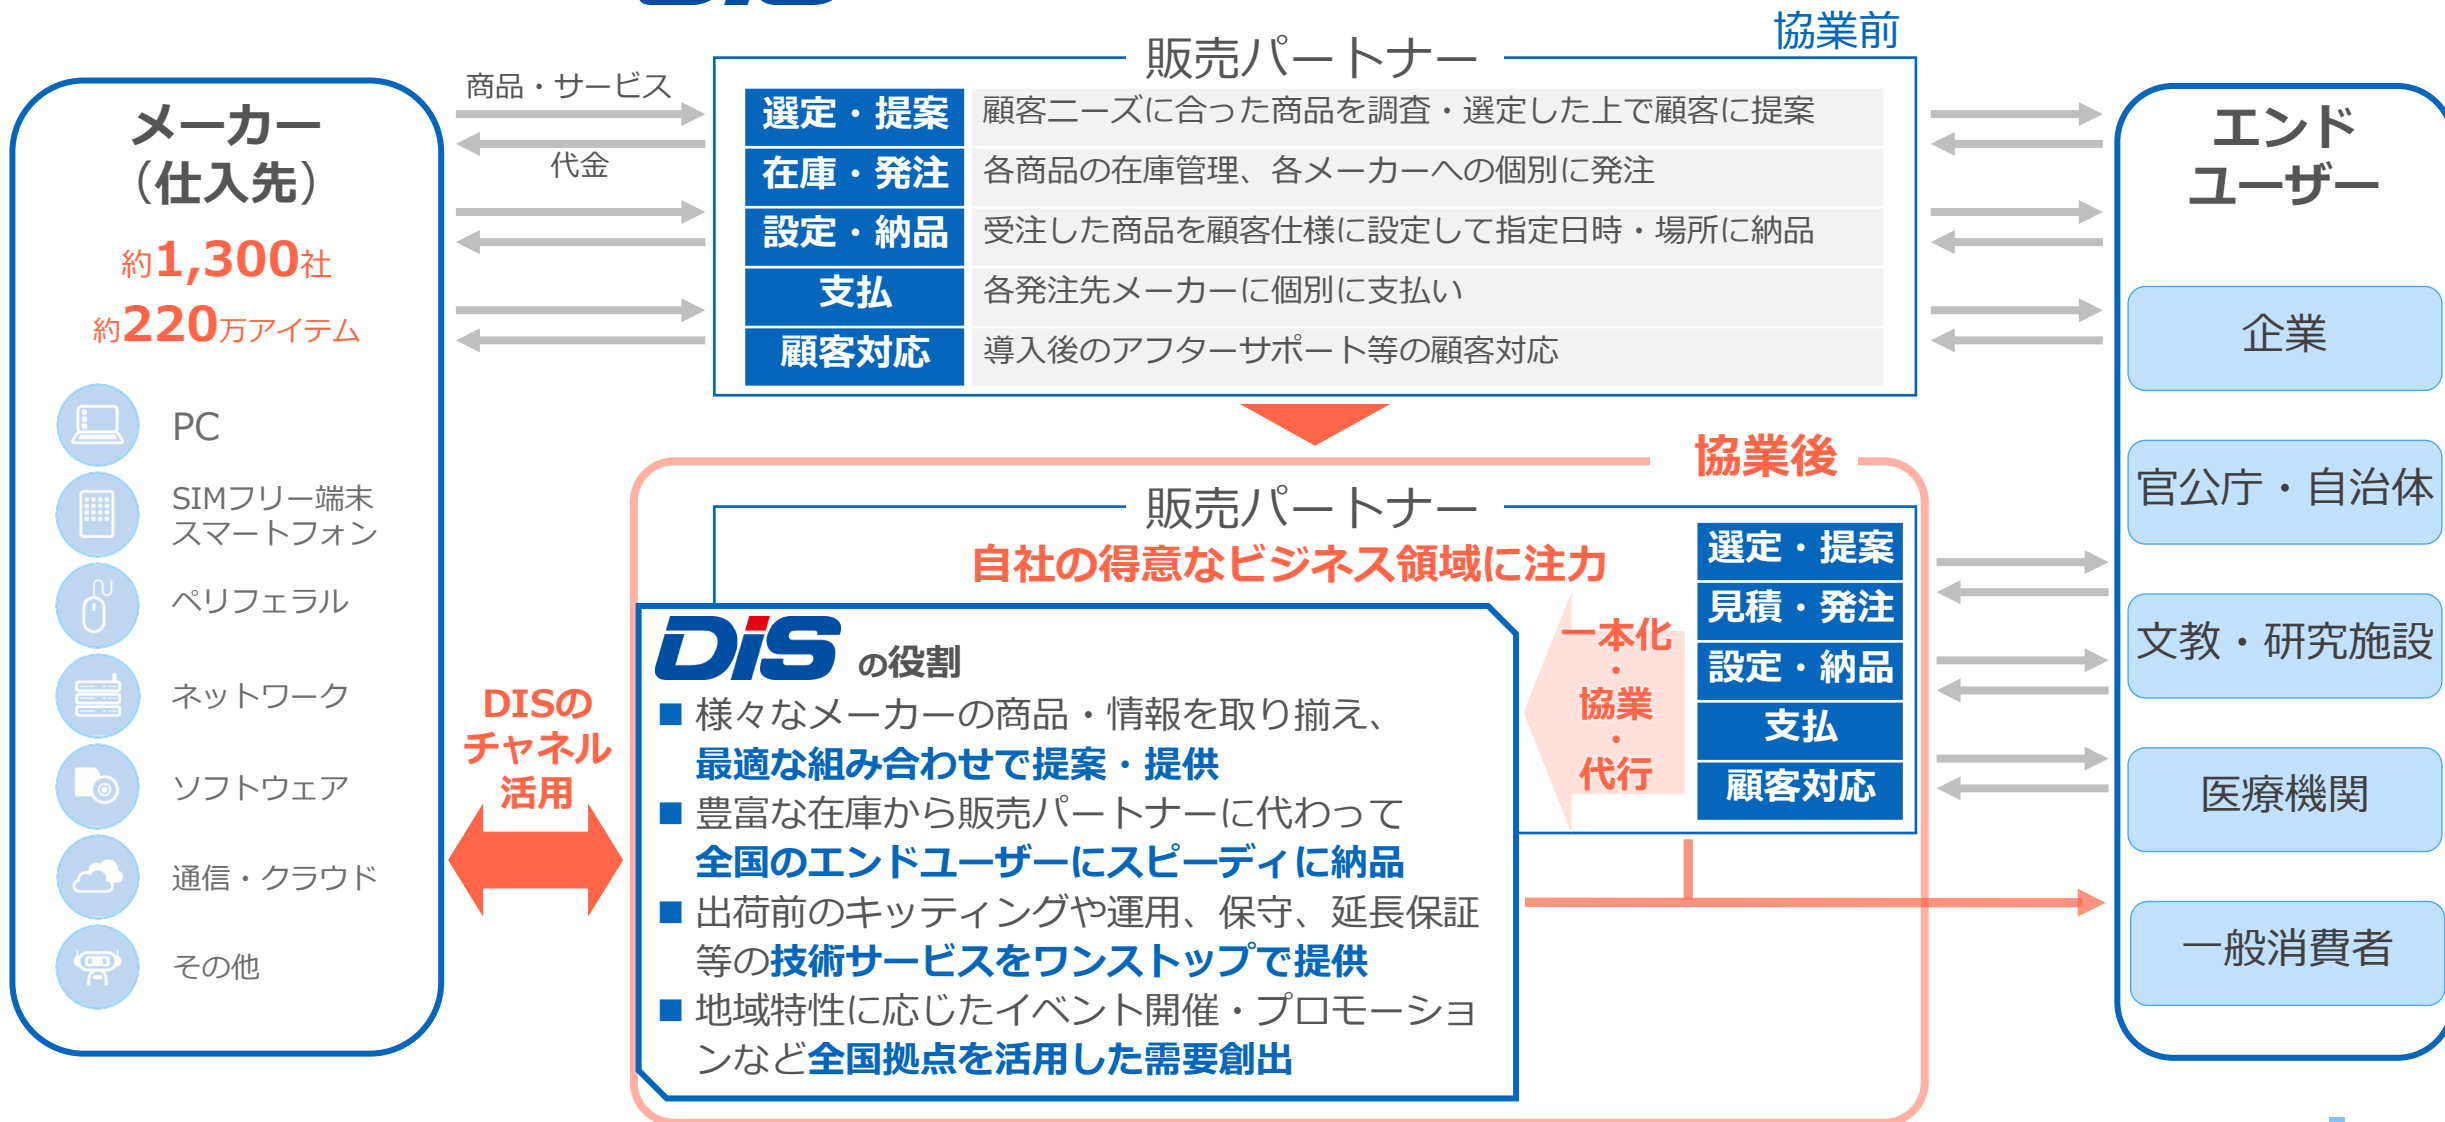 DiS
協業前
メーカー
（仕入先）
約1,300社
約220万アイテム
PC
SIMフリー端末
スマートフォン
ペリフェラル
ネットワーク
ソフトウェア
通信・クラウド
その他
商品・サービス
代金
販売パートナー
選定・提案 顧客ニーズに合った商品を調査・選定した上で顧客に提案
在庫・発注 各商品の在庫管理、各メーカーへの個別に発注
設定・納品 受注した商品を顧客仕様に設定して指定日時・場所に納品
支払 各発注先メーカーに個別に支払い
顧客対応 導入後のアフターサポート等の顧客対応
協業後
販売パートナー
自社の得意なビジネス領域に注力
選定・提案
見積・発注
設定・納品
支払
顧客対応
一本化
・
協業
・
代行
DISの
チャネル
活用
DiSの役割
■ 様々なメーカーの商品・情報を取り揃え、
最適な組み合わせで提案・提供
■ 豊富な在庫から販売パートナーに代わって
全国のエンドユーザーにスピーディに納品
■ 出荷前のキッティングや運用、保守、延長保証
等の技術サービスをワンストップで提供
■ 地域特性に応じたイベント開催・プロモーショ
ンなど全国拠点を活用した需要創出
エンド
ユーザー
企業
官公庁・自治体
文教・研究施設
医療機関
一般消費者